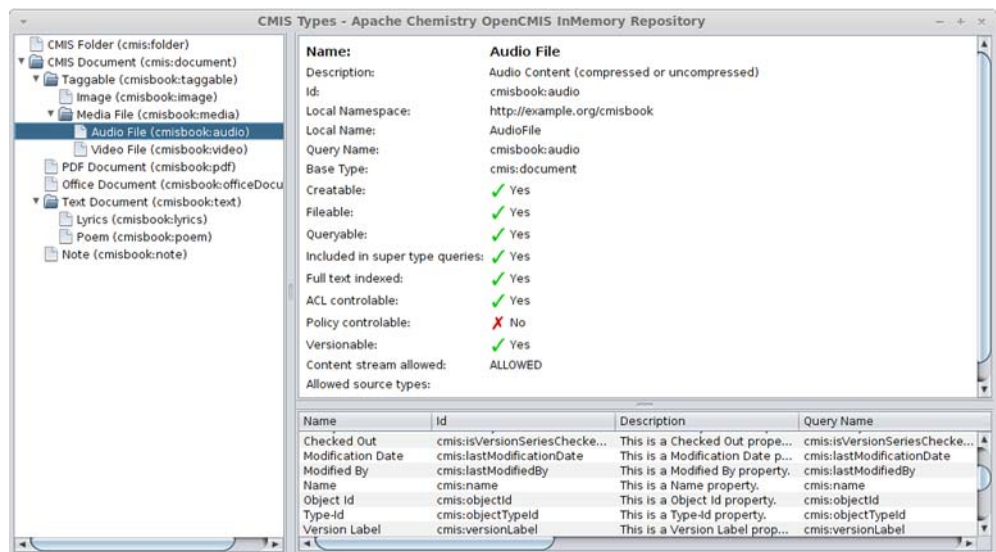 CMIS Types - Apache Chemistry OpenCMIS InMemory Repository
CMIS Folder (cmis:folder)
CMIS Document (cmis:document)
Taggable (cmisbook:taggable)
Image (cmisbook:image)
Media File (cmisbook:media)
Audio File (cmisbook:audio)
Video File (cmisbook:video)
PDF Document (cmisbook:pdf)
Office Document (cmisbook:officeDocu
Text Document (cmisbook:text)
Lyrics (cmisbook:lyrics)
Poem (cmisbook:poem)
Note (cmisbook:note)
Name: Audio File
Description: Audio Content (compressed or uncompressed)
Id: cmisbook:audio
Local Namespace: http://example.org/cmisbook
Local Name: AudioFile
Query Name: cmisbook:audio
Base Type: cmis:document
Creatable: Yes
Fileable: Yes
Queryable: Yes
Included in super type queries: Yes
Full text indexed: Yes
ACL controlable: Yes
Policy controlable: No
Versionable: Yes
Content stream allowed: ALLOWED
Allowed source types:
Name Id Description Query Name
Checked Out cmis:isVersionSeriesChecke... This is a Checked Out prope... cmis:isVersionSeriesChecke...
Modification Date cmis:lastModificationDate This is a Modification Date p... cmis:lastModificationDate
Modified By cmis:lastModifiedBy This is a Modified By property. cmis:lastModifiedBy
Name cmis:name This is a Name property. cmis:name
Object Id cmis:objectId This is a Object Id property. cmis:objectId
Type-Id cmis:objectTypeId This is a Type-Id property. cmis:objectTypeId
Version Label cmis:versionLabel This is a Version Label prop... cmis:versionLabel